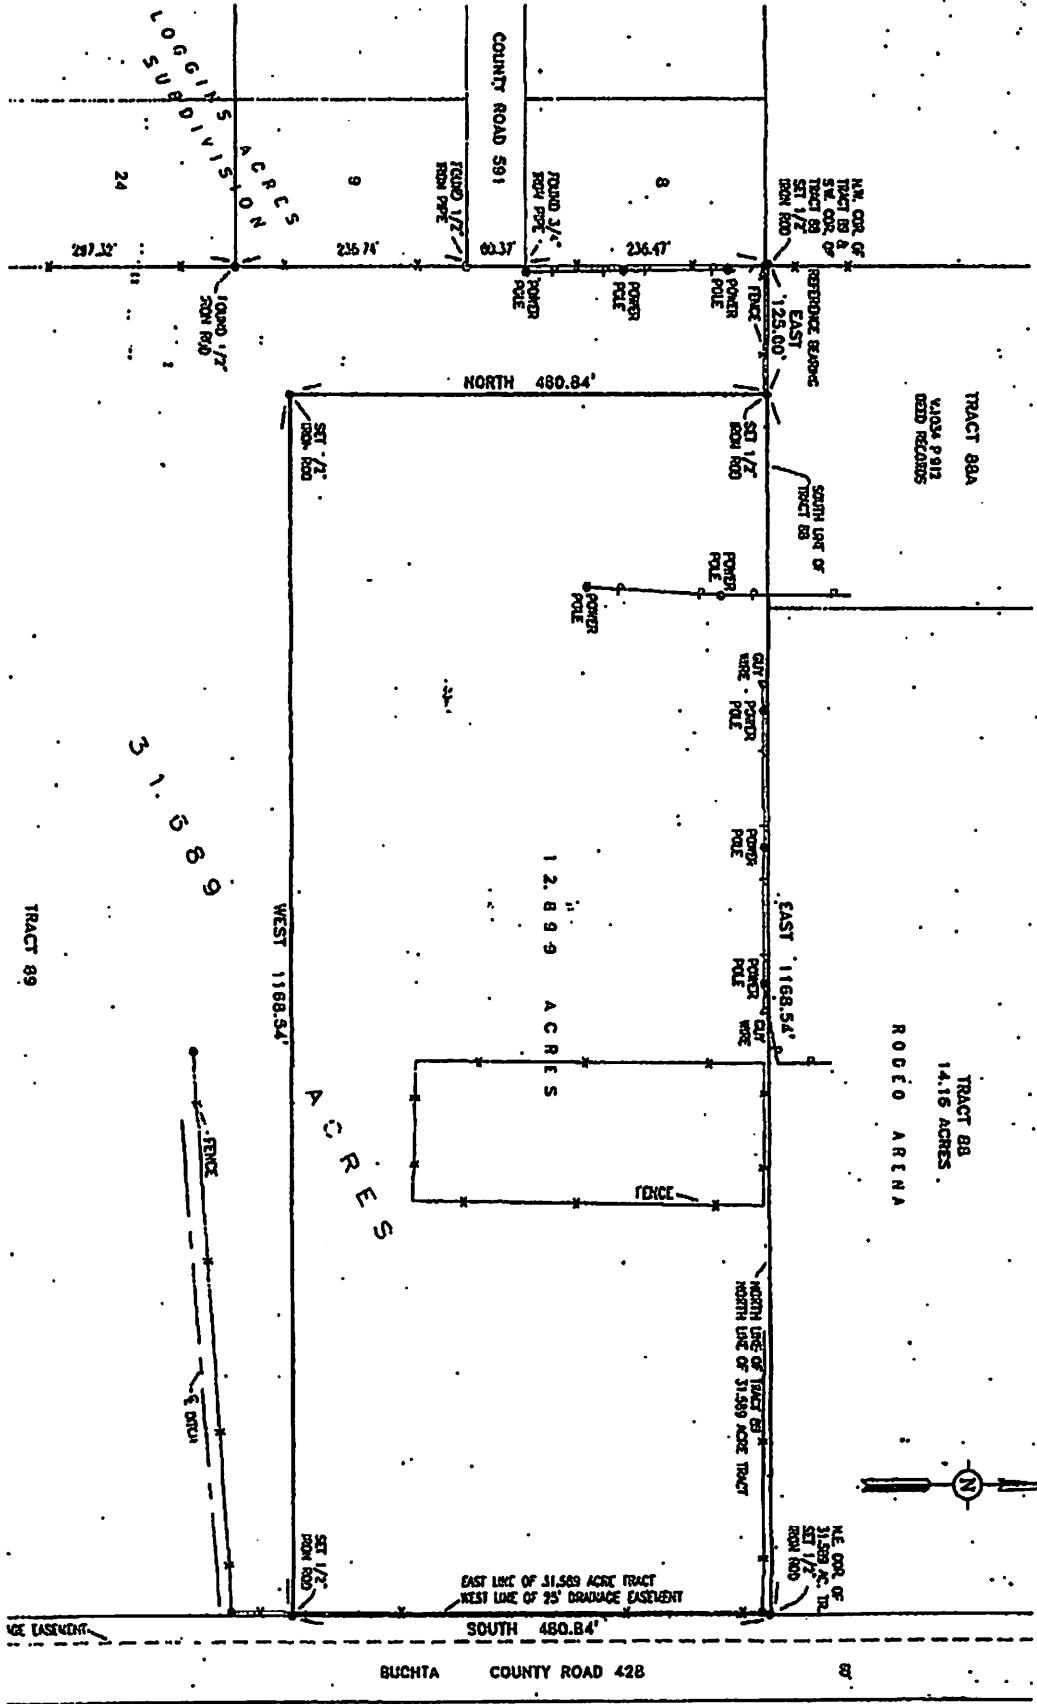 LOGGINS ACRES
SUBDIVISION
24
9
8
COUNTY ROAD 591
FOUND 1/2"
IRON PIPE
FOUND 3/4"
IRON PIPE
N.W. COR. OF
TRACT 89 &
S.W. COR. OF
TRACT 88
SET 1/2"
IRON ROD
297.32'
236.74'
60.37'
236.47'
FOUND 1/2"
IRON ROD
POWER
POLE
POWER
POLE
POWER
POLE
FENCE
REFERENCE BEARING
EAST
125.00'
NORTH 480.84'
SET 1/2"
IRON ROD
SET 1/2"
IRON ROD
TRACT 88A
V.1034 P.912
DEED RECORDS
SOUTH LINE OF
TRACT 88
POWER
POLE
POWER
POLE
GUY
WIRE
POWER
POLE
POWER
POLE
POWER
POLE
GUY
WIRE
EAST 1168.54'
12.899 ACRES
31.589 ACRES
WEST 1168.54'
TRACT 89
TRACT 88
14.16 ACRES
RODEO ARENA
FENCE
FENCE
℄ DITCH
NORTH LINE OF TRACT 89
NORTH LINE OF 31.589 ACRE TRACT
N
N.E. COR. OF
31.589 AC. TR.
SET 1/2"
IRON ROD
SET 1/2"
IRON ROD
EAST LINE OF 31.589 ACRE TRACT
WEST LINE OF 25' DRAINAGE EASEMENT
SOUTH 480.84'
GE EASEMENT
BUCHTA COUNTY ROAD 428